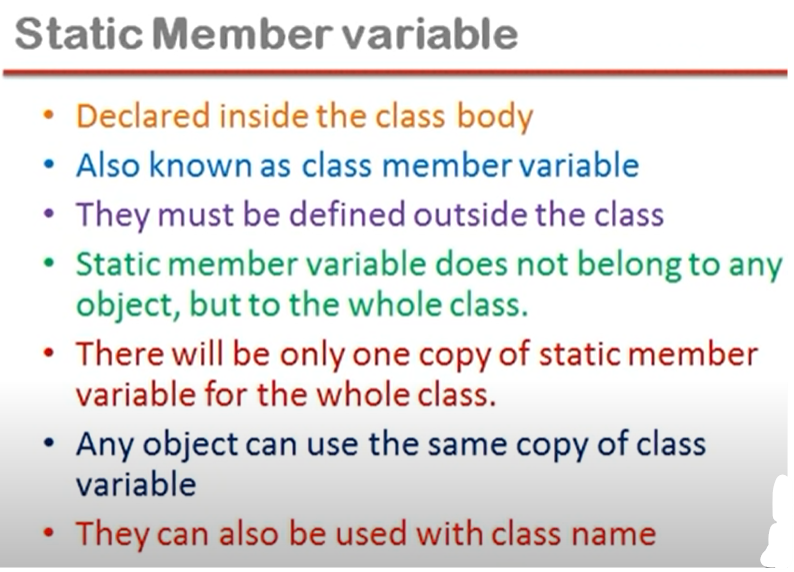 Static Member variable
• Declared inside the class body
• Also known as class member variable
• They must be defined outside the class
• Static member variable does not belong to any
object, but to the whole class.
• There will be only one copy of static member
variable for the whole class.
• Any object can use the same copy of class
variable
• They can also be used with class name